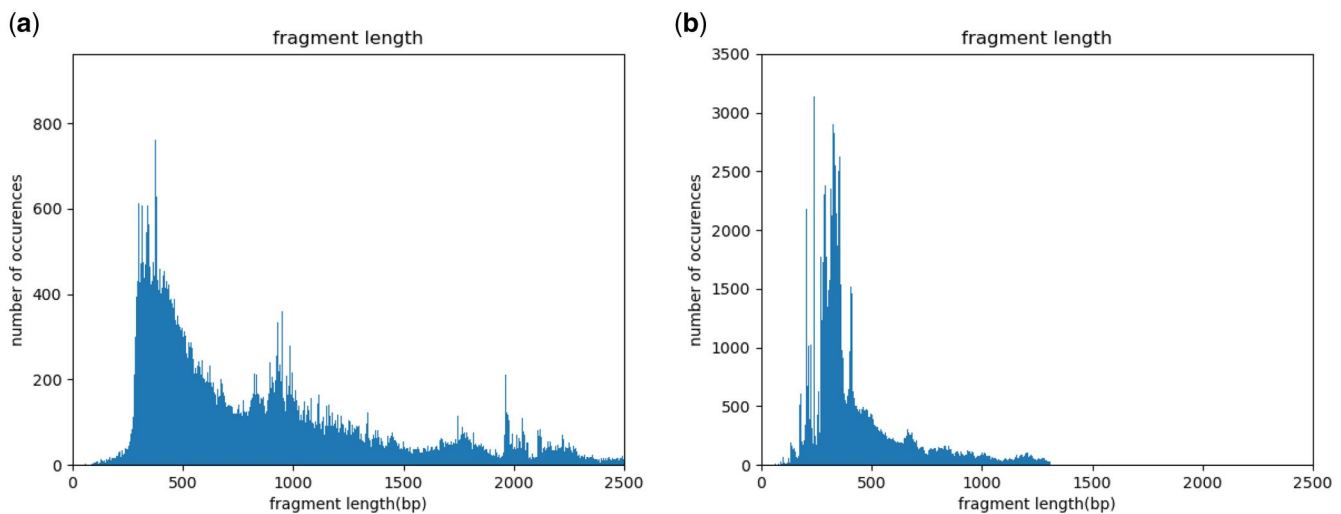 (a)
fragment length
number of occurences
800
600
400
200
0
0 500 1000 1500 2000 2500
fragment length(bp)
(b)
fragment length
number of occurences
3500
3000
2500
2000
1500
1000
500
0
0 500 1000 1500 2000 2500
fragment length(bp)